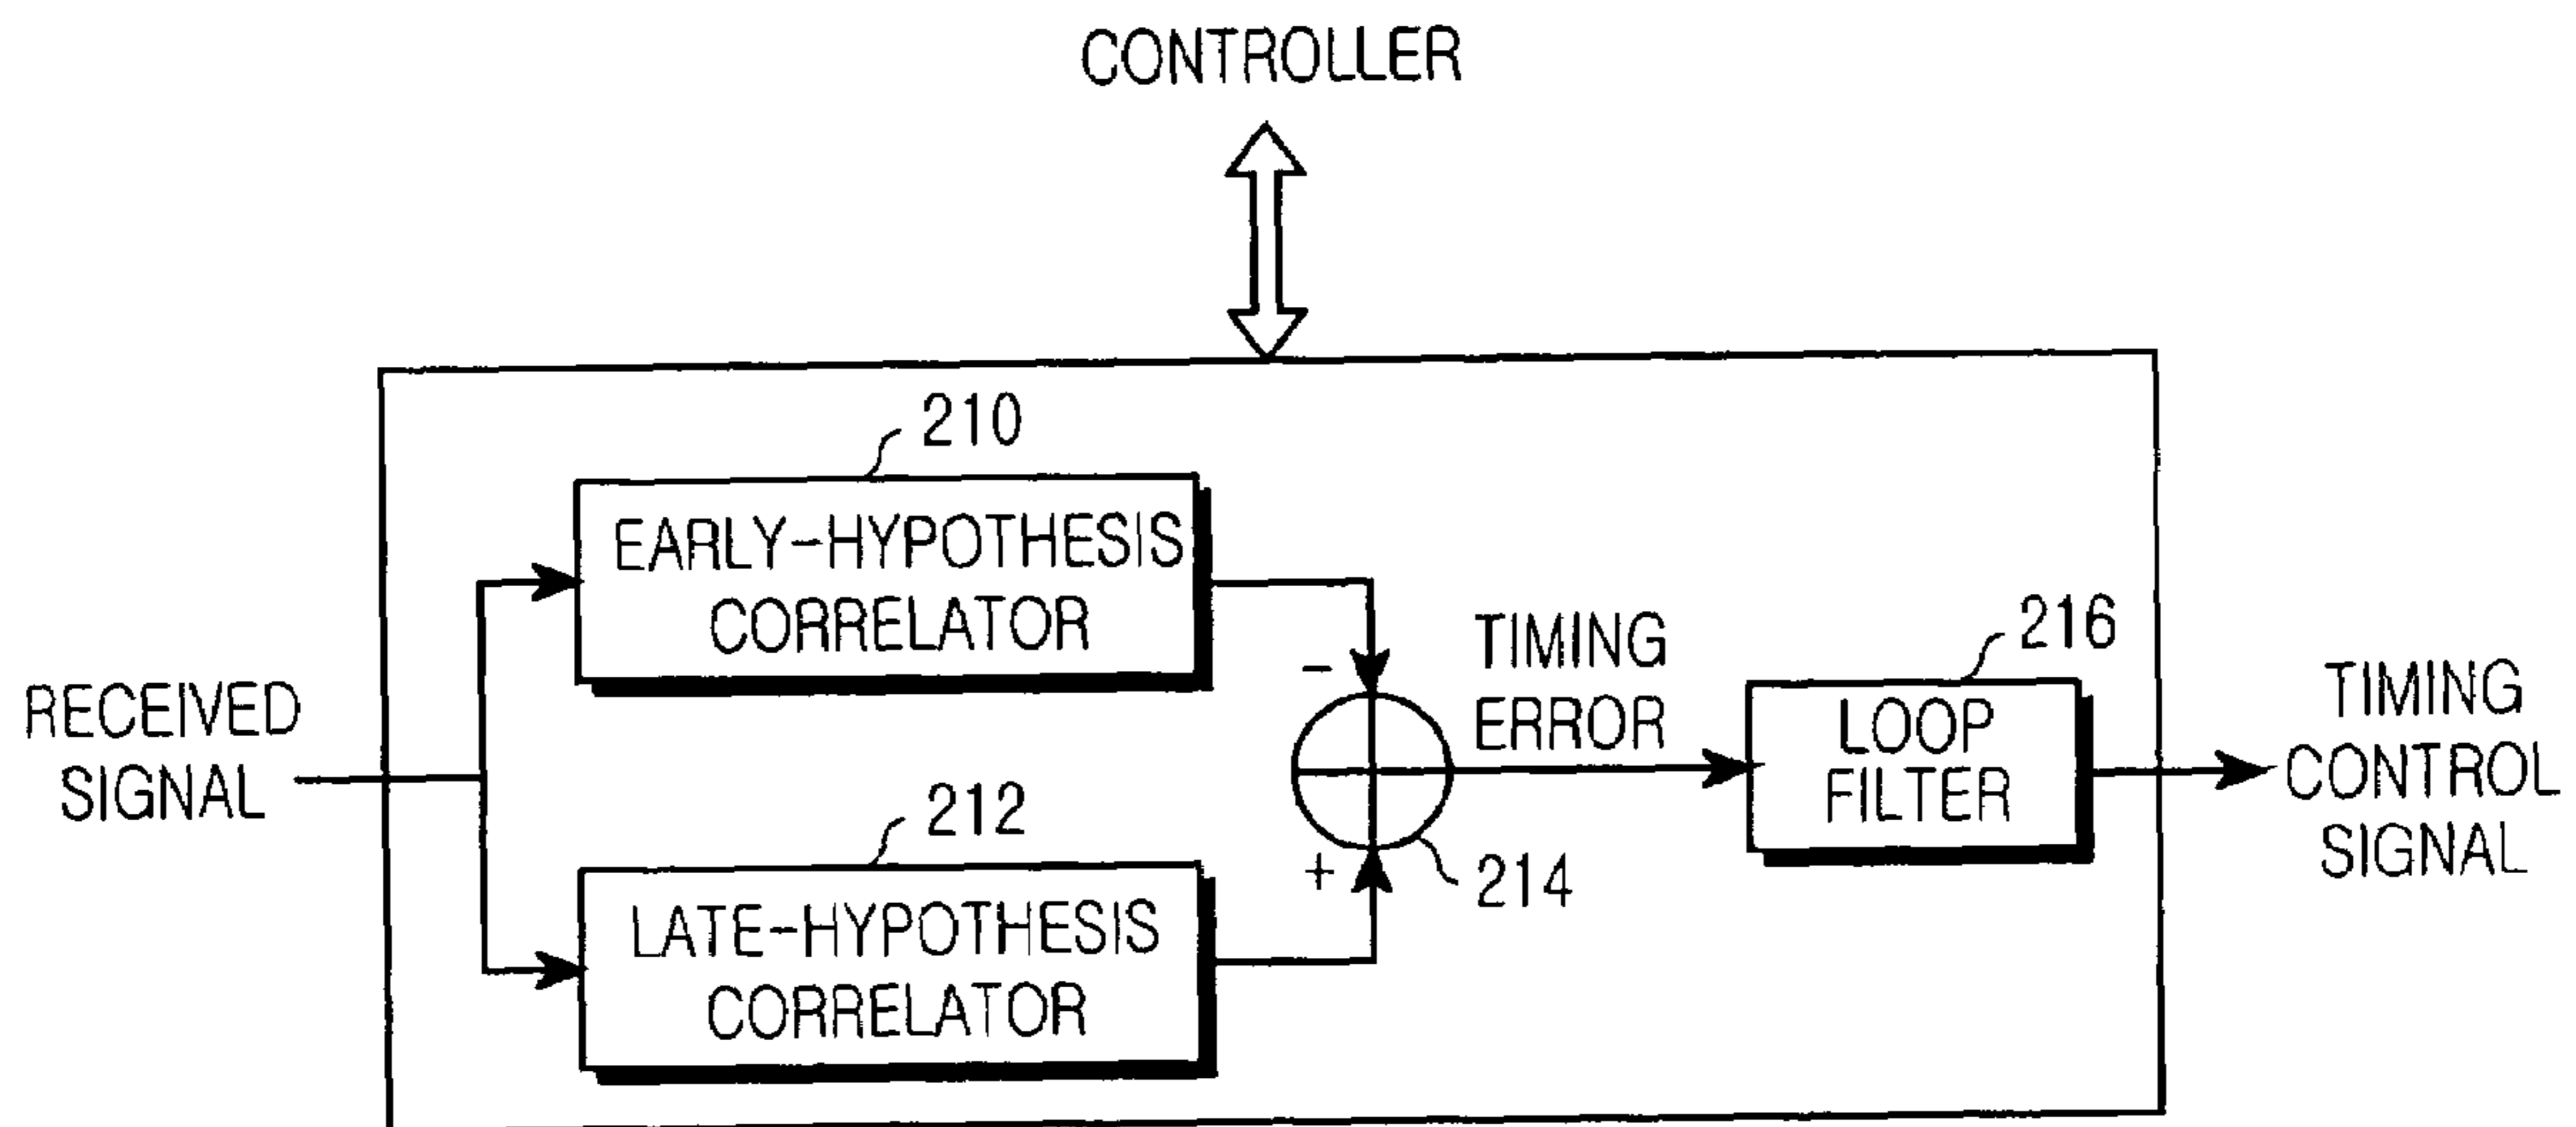 CONTROLLER
210
EARLY-HYPOTHESIS
CORRELATOR
RECEIVED
SIGNAL
-
TIMING
ERROR
216
LOOP
FILTER
TIMING
CONTROL
SIGNAL
212
+
214
LATE-HYPOTHESIS
CORRELATOR